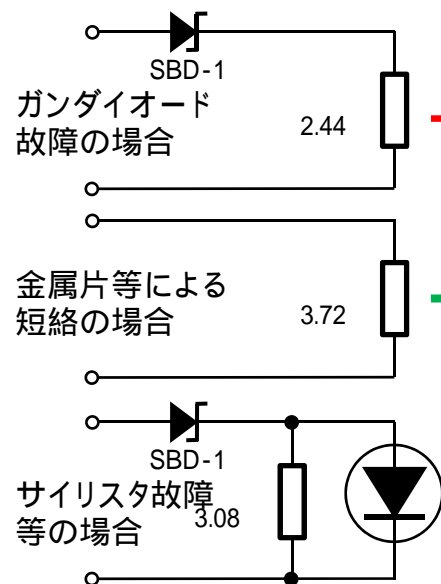 SBD-1
ガンダイオード
故障の場合
2.44
金属片等による
短絡の場合
3.72
SBD-1
サイリスタ故障
等の場合
3.08